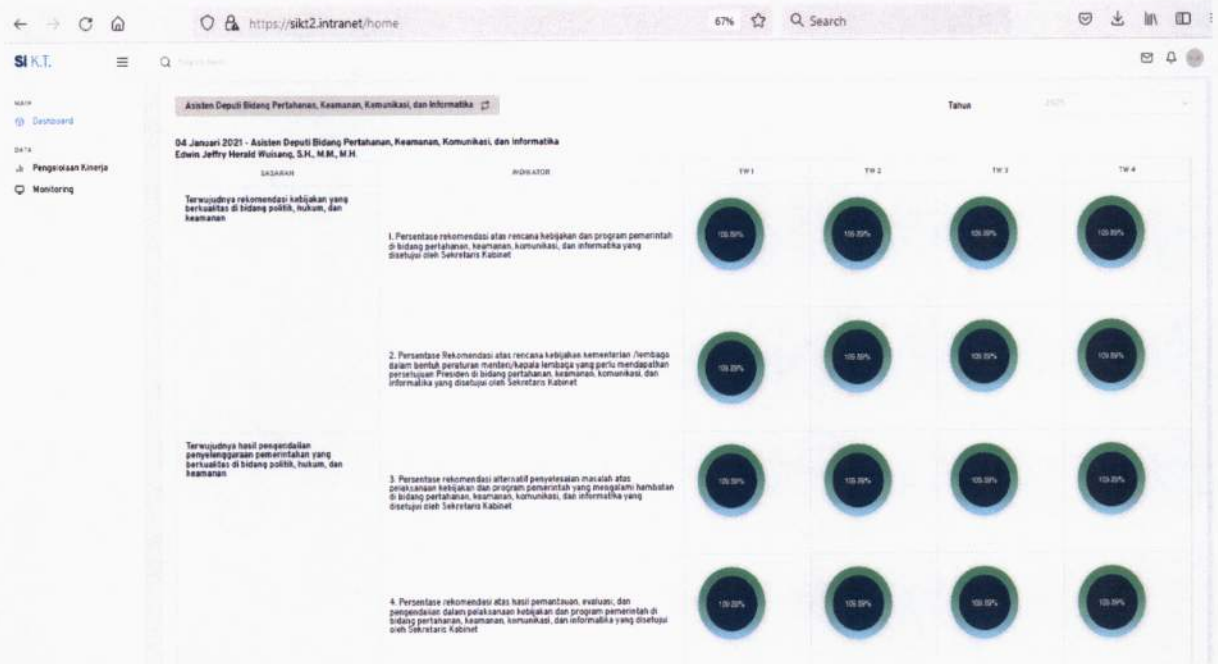 https://sikt2.intranet/home
67%
Search
Si K.T.
Asisten Deputi Bidang Pertahanan, Keamanan, Komunikasi, dan Informatika
Tahun
MAIN
Dashboard
DATA
Pengelolaan Kinerja
Monitoring
04 Januari 2021 - Asisten Deputi Bidang Pertahanan, Keamanan, Komunikasi, dan Informatika
Edwin Jeffry Herald Wuisang, S.H., M.M., M.H.
SASARAN INDIKATOR TW 1 TW 2 TW 3 TW 4
Terwujudnya rekomendasi kebijakan yang
berkualitas di bidang politik, hukum, dan
keamanan
1. Persentase rekomendasi atas rencana kebijakan dan program pemerintah
di bidang pertahanan, keamanan, komunikasi, dan informatika yang
disetujui oleh Sekretaris Kabinet
2. Persentase Rekomendasi atas rencana kebijakan kementerian /lembaga
dalam bentuk peraturan menteri/kepala lembaga yang perlu mendapatkan
persetujuan Presiden di bidang pertahanan, keamanan, komunikasi, dan
informatika yang disetujui oleh Sekretaris Kabinet
Terwujudnya hasil pengendalian
penyelenggaraan pemerintahan yang
berkualitas di bidang politik, hukum, dan
keamanan
3. Persentase rekomendasi alternatif penyelesaian masalah atas
pelaksanaan kebijakan dan program pemerintah yang mengalami hambatan
di bidang pertahanan, keamanan, komunikasi, dan informatika yang
disetujui oleh Sekretaris Kabinet
4. Persentase rekomendasi atas hasil pemantauan, evaluasi, dan
pengendalian dalam pelaksanaan kebijakan dan program pemerintah di
bidang pertahanan, keamanan, komunikasi, dan informatika yang disetujui
oleh Sekretaris Kabinet